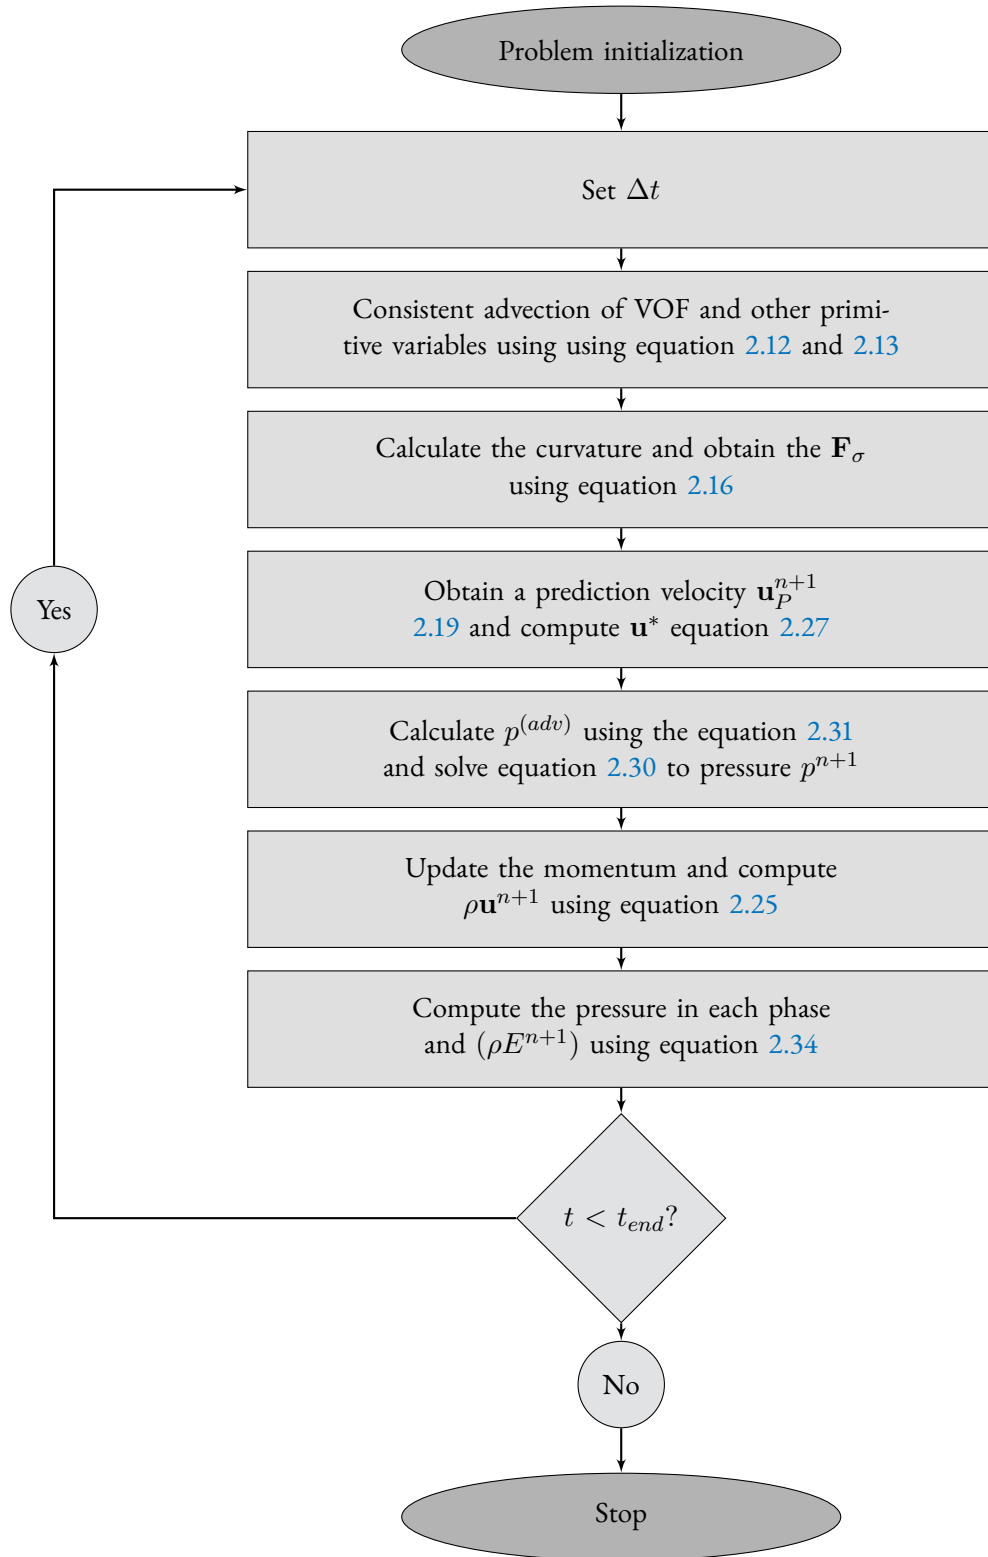 Problem initialization
Set Δt
Consistent advection of VOF and other primi-
tive variables using using equation 2.12 and 2.13
Calculate the curvature and obtain the F_σ
using equation 2.16
Obtain a prediction velocity u_P^{n+1}
2.19 and compute u* equation 2.27
Calculate p^{(adv)} using the equation 2.31
and solve equation 2.30 to pressure p^{n+1}
Update the momentum and compute
ρu^{n+1} using equation 2.25
Compute the pressure in each phase
and (ρE^{n+1}) using equation 2.34
t < t_{end}?
Yes
No
Stop